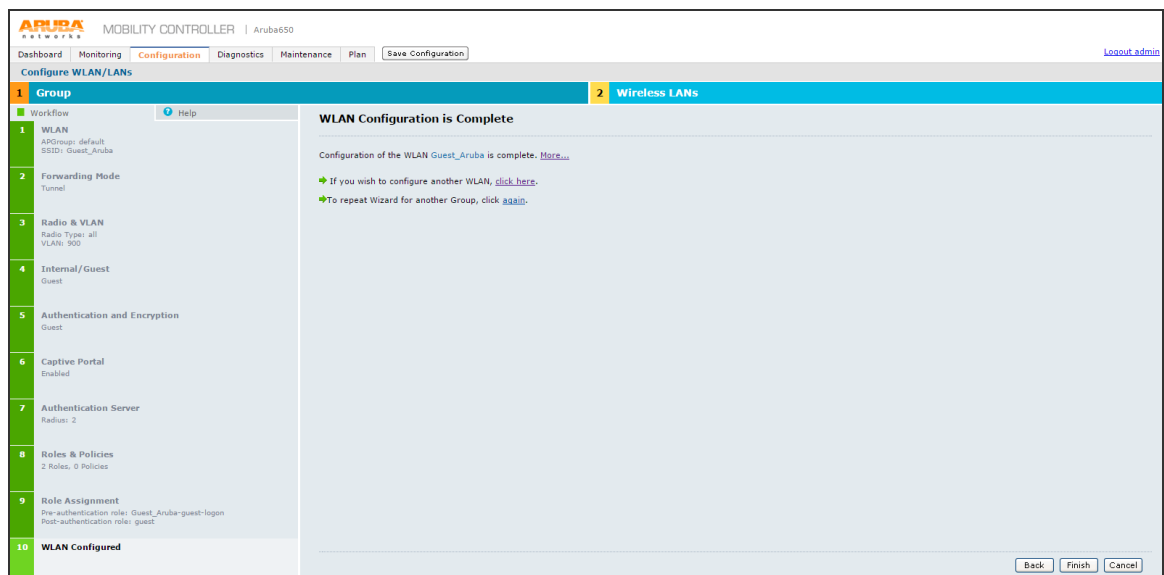 ARUBA networks MOBILITY CONTROLLER | Aruba650
Dashboard Monitoring Configuration Diagnostics Maintenance Plan Save Configuration Logout admin
Configure WLAN/LANs
1 Group 2 Wireless LANs
Workflow ? Help
1 WLAN
APGroup: default
SSID: Guest_Aruba
2 Forwarding Mode
Tunnel
3 Radio & VLAN
Radio Type: all
VLAN: 900
4 Internal/Guest
Guest
5 Authentication and Encryption
Guest
6 Captive Portal
Enabled
7 Authentication Server
Radius: 2
8 Roles & Policies
2 Roles, 0 Policies
9 Role Assignment
Pre-authentication role: Guest_Aruba-guest-logon
Post-authentication role: guest
10 WLAN Configured
WLAN Configuration is Complete
Configuration of the WLAN Guest_Aruba is complete. More...
If you wish to configure another WLAN, click here.
To repeat Wizard for another Group, click again.
Back Finish Cancel